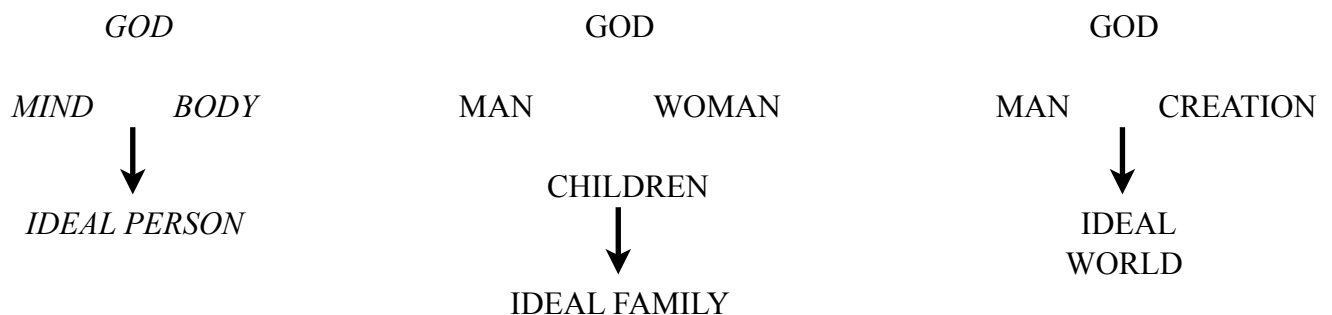 GOD
MIND BODY
IDEAL PERSON
GOD
MAN WOMAN
CHILDREN
IDEAL FAMILY
GOD
MAN CREATION
IDEAL
WORLD